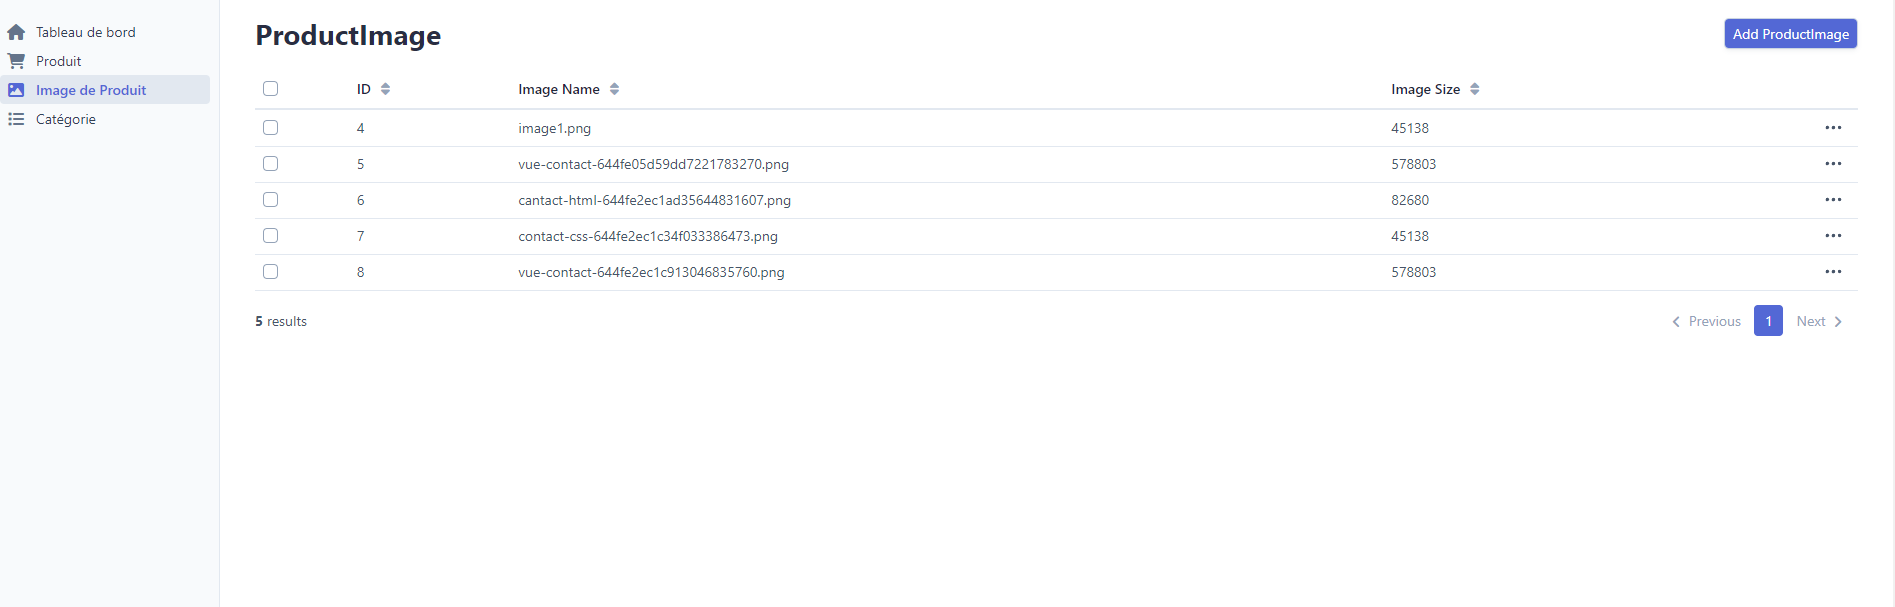 Tableau de bord
Produit
Image de Produit
Catégorie
ProductImage
Add ProductImage
ID Image Name Image Size
4 image1.png 45138
5 vue-contact-644fe05d59dd7221783270.png 578803
6 cantact-html-644fe2ec1ad35644831607.png 82680
7 contact-css-644fe2ec1c34f033386473.png 45138
8 vue-contact-644fe2ec1c913046835760.png 578803
5 results
Previous 1 Next